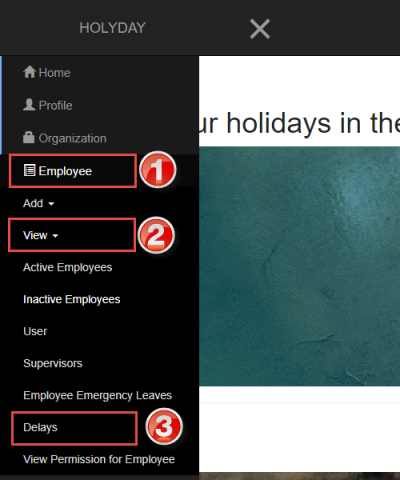 HOLYDAY
Home
Profile
Organization
ur holidays in the
Employee
1
Add
View
2
Active Employees
Inactive Employees
User
Supervisors
Employee Emergency Leaves
Delays
3
View Permission for Employee